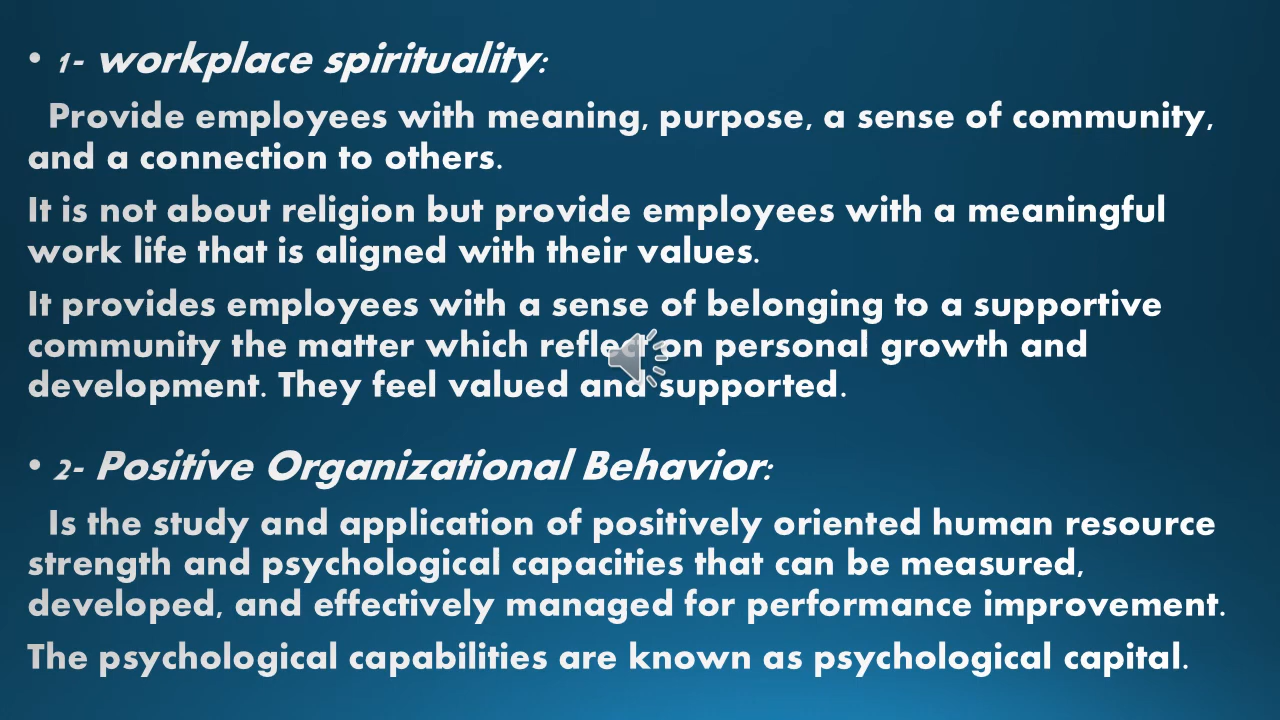 • 1- workplace spirituality:
Provide employees with meaning, purpose, a sense of community,
and a connection to others.
It is not about religion but provide employees with a meaningful
work life that is aligned with their values.
It provides employees with a sense of belonging to a supportive
community the matter which reflect on personal growth and
development. They feel valued and supported.
• 2- Positive Organizational Behavior:
Is the study and application of positively oriented human resource
strength and psychological capacities that can be measured,
developed, and effectively managed for performance improvement.
The psychological capabilities are known as psychological capital.